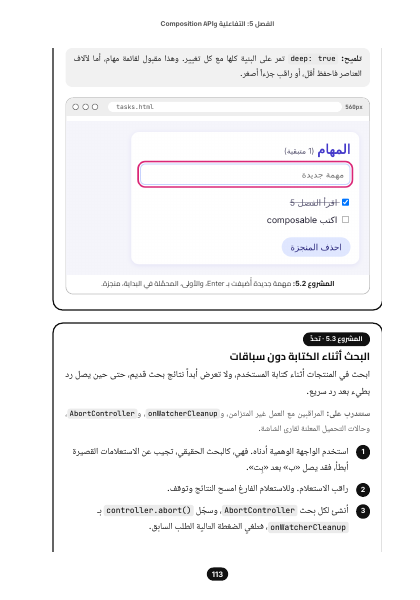 الفصل 5: التفاعلية وComposition API
تلميح: deep: true تمر على البنية كلها مع كل تغيير. وهذا مقبول لقائمة مهام، أما لآلاف
العناصر فاحفظ أقل، أو راقب جزءاً أصغر.
tasks.html
560px
المهام (1 متبقية)
مهمة جديدة
اقرأ الفصل 5
اكتب composable
احذف المنجزة
المشروع 5.2: مهمة جديدة أضيفت بـ Enter، والأولى، المحمّلة في البداية، منجزة.
المشروع 5.3 · تحدٍّ
البحث أثناء الكتابة دون سباقات
ابحث في المنتجات أثناء كتابة المستخدم، ولا تعرض أبداً نتائج بحث قديم، حتى حين يصل رد
بطيء بعد رد سريع.
ستتدرب على: المراقبين مع العمل غير المتزامن، وonWatcherCleanup، وAbortController،
وحالات التحميل المعلنة لقارئ الشاشة.
1 استخدم الواجهة الوهمية أدناه. فهي، كالبحث الحقيقي، تجيب عن الاستعلامات القصيرة
أبطأ، فقد يصل «ب» بعد «بت».
2 راقب الاستعلام. وللاستعلام الفارغ امسح النتائج وتوقف.
3 أنشئ لكل بحث AbortController، وسجّل controller.abort() بـ
onWatcherCleanup، فتلغي الضغطة التالية الطلب السابق.
113